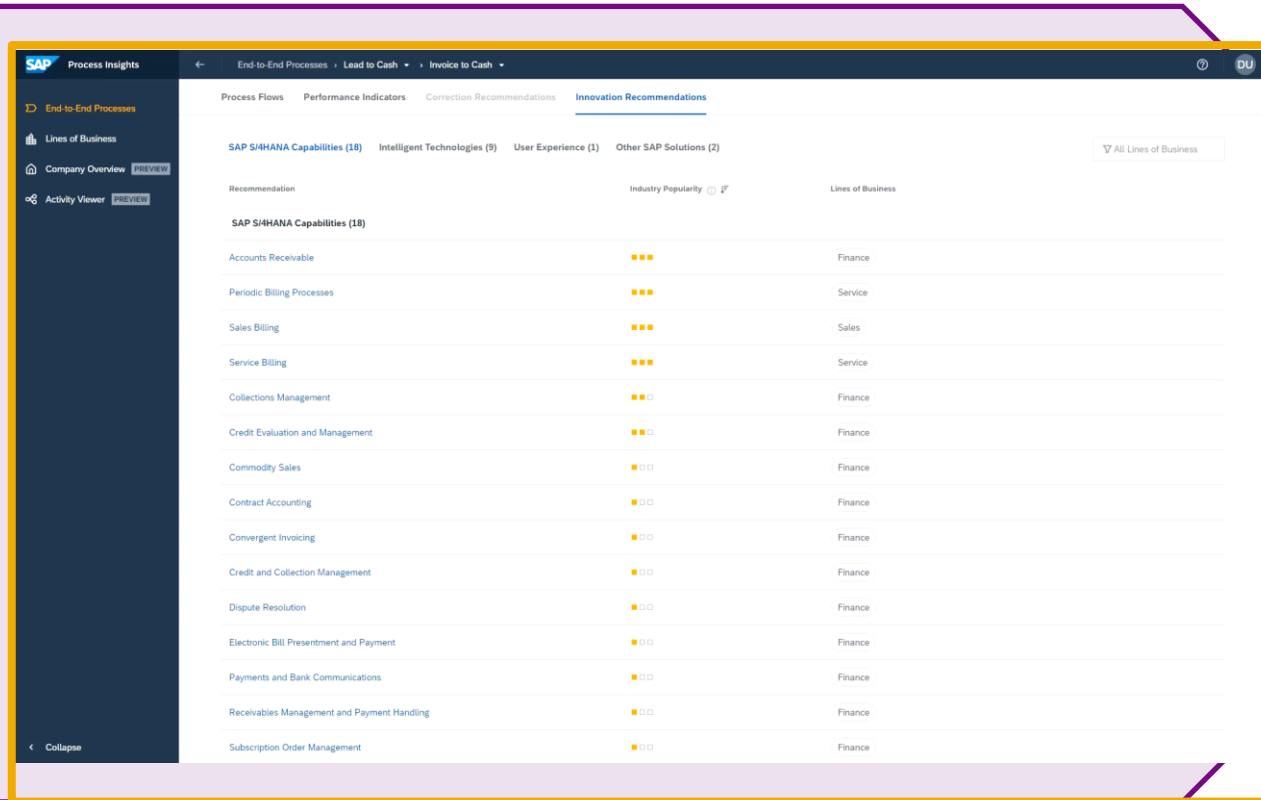 SAP Process Insights
End-to-End Processes › Lead to Cash › Invoice to Cash
DU
End-to-End Processes
Lines of Business
Company Overview PREVIEW
Activity Viewer PREVIEW
Collapse
Process Flows Performance Indicators Correction Recommendations Innovation Recommendations
SAP S/4HANA Capabilities (18) Intelligent Technologies (9) User Experience (1) Other SAP Solutions (2)
All Lines of Business
Recommendation Industry Popularity Lines of Business
SAP S/4HANA Capabilities (18)
Accounts Receivable Finance
Periodic Billing Processes Service
Sales Billing Sales
Service Billing Service
Collections Management Finance
Credit Evaluation and Management Finance
Commodity Sales Finance
Contract Accounting Finance
Convergent Invoicing Finance
Credit and Collection Management Finance
Dispute Resolution Finance
Electronic Bill Presentment and Payment Finance
Payments and Bank Communications Finance
Receivables Management and Payment Handling Finance
Subscription Order Management Finance